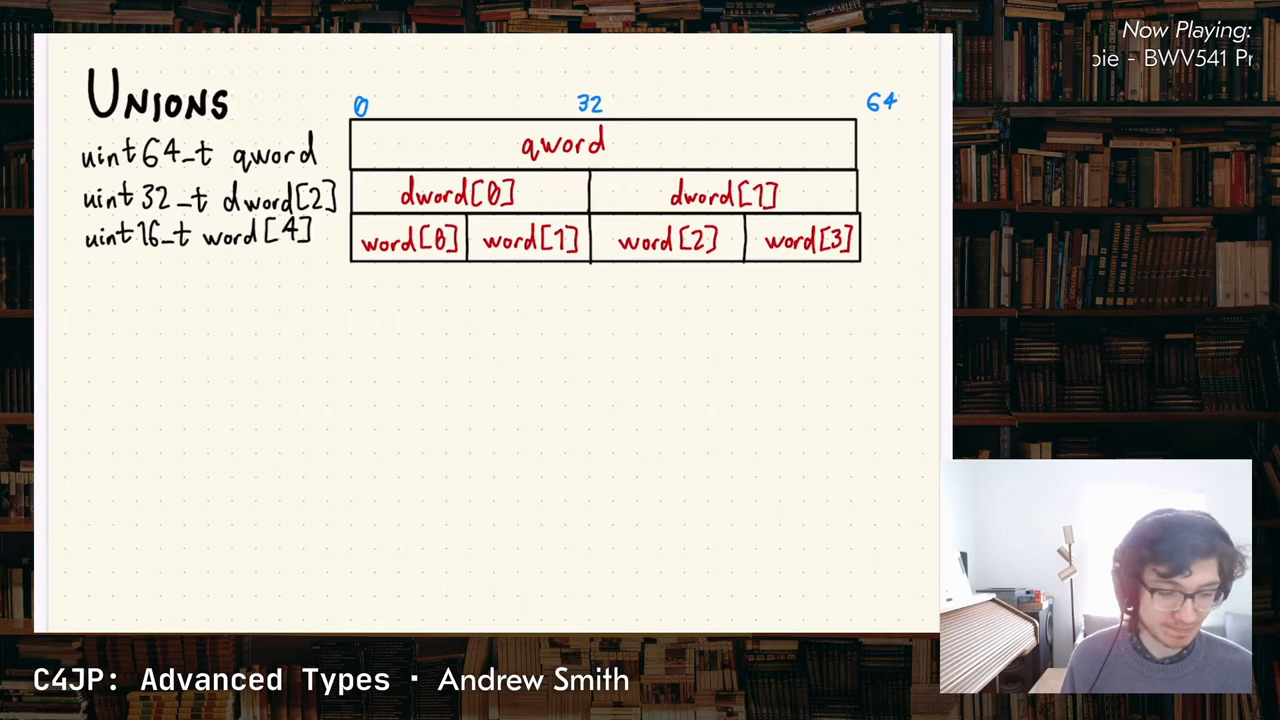 Now Playing:
pie - BWV541 Pr
UNIONS
0 32 64
uint64_t qword
qword
uint32_t dword[2]
dword[0] dword[1]
uint16_t word[4]
word[0] word[1] word[2] word[3]
C4JP: Advanced Types · Andrew Smith